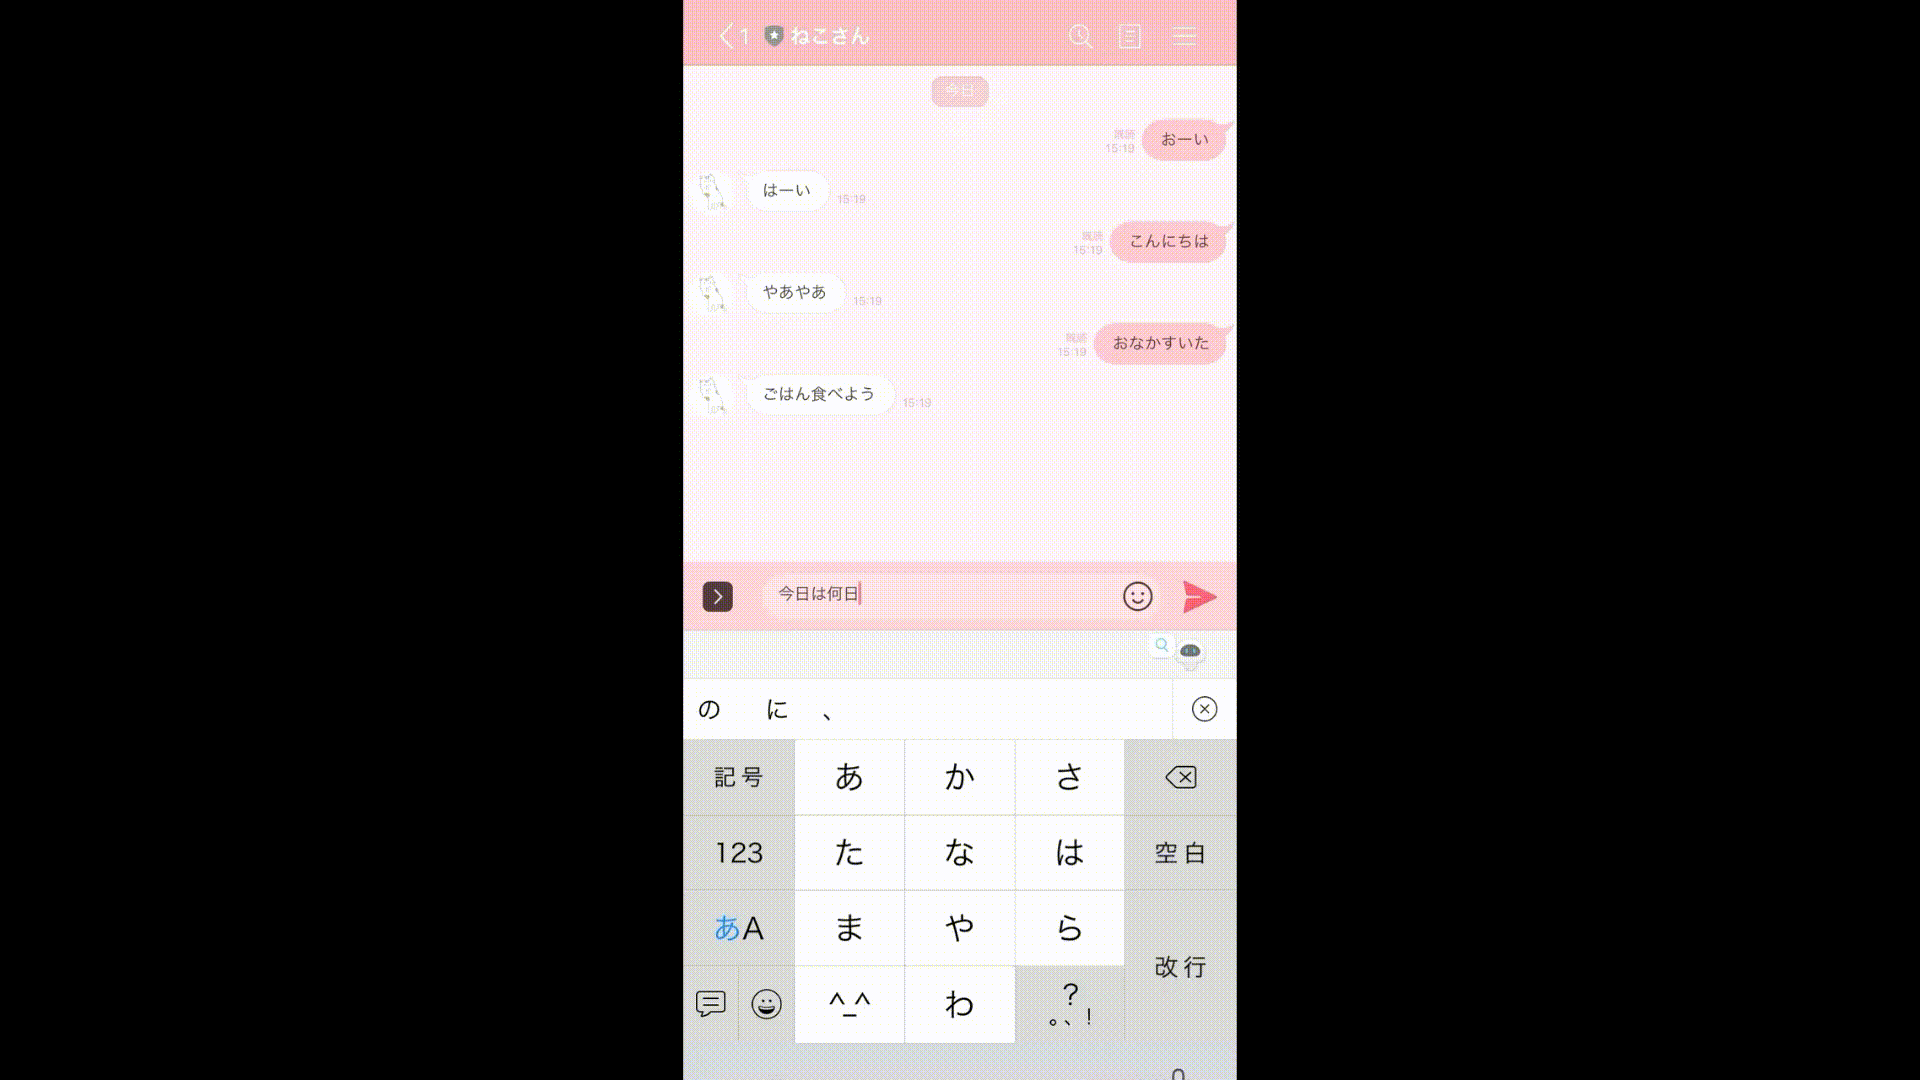 1 ねこさん
今日
既読
15:19
おーい
はーい
15:19
既読
15:19
こんにちは
やあやあ
15:19
既読
15:19
おなかすいた
ごはん食べよう
15:19
今日は何日
の に 、
記号 あ か さ
123 た な は 空白
あA ま や ら
改行
^_^ わ ?
。、!